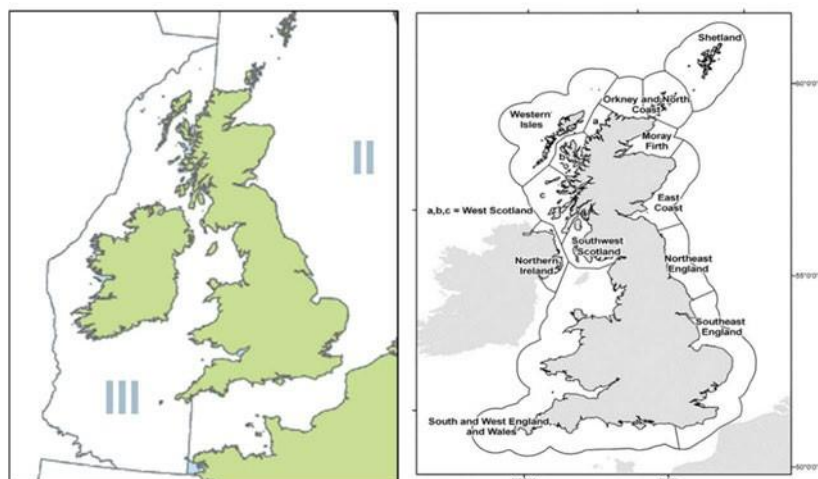 II
III
Shetland
60°0'0"
Orkney and North
Coast
Western
Isles
a
Moray
Firth
b
c
East
Coast
a,b,c = West Scotland
Southwest
Scotland
Northern
Ireland
Northeast
England
55°0'0"
Southeast
England
South and West England
and Wales
50°0'0"